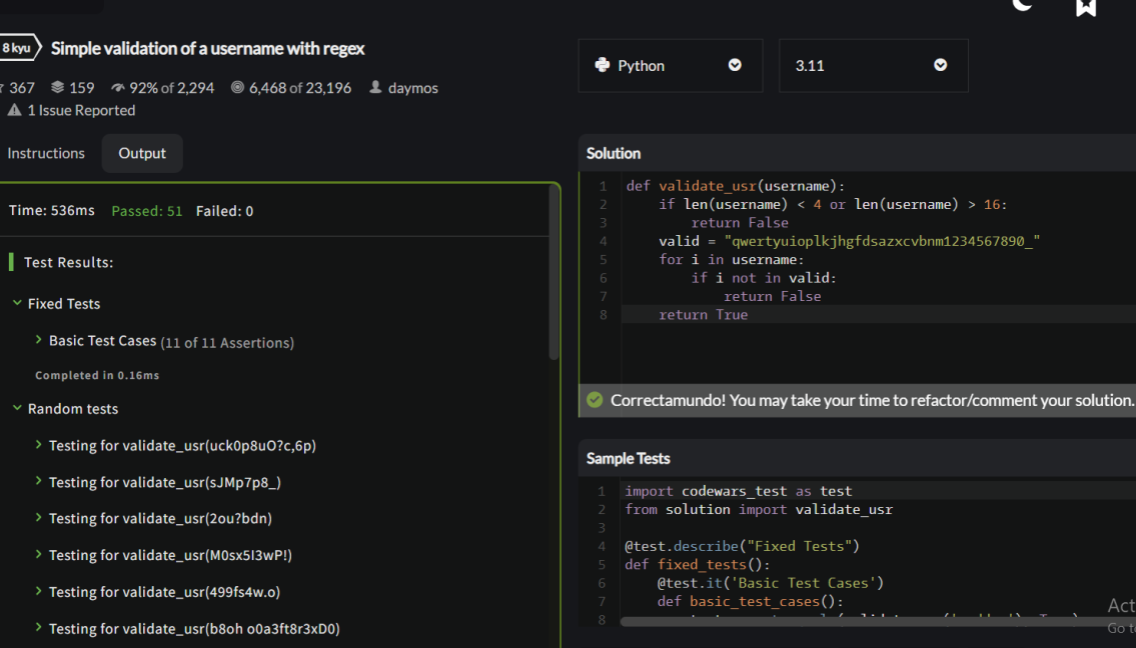 8 kyu Simple validation of a username with regex
367 159 92% of 2,294 6,468 of 23,196 daymos
1 Issue Reported
Instructions Output
Time: 536ms Passed: 51 Failed: 0
Test Results:
Fixed Tests
Basic Test Cases (11 of 11 Assertions)
Completed in 0.16ms
Random tests
Testing for validate_usr(uck0p8uO?c,6p)
Testing for validate_usr(sJMp7p8_)
Testing for validate_usr(2ou?bdn)
Testing for validate_usr(M0sx5I3wP!)
Testing for validate_usr(499fs4w.o)
Testing for validate_usr(b8oh o0a3ft8r3xD0)
Python 3.11
Solution
1 def validate_usr(username):
2 if len(username) < 4 or len(username) > 16:
3 return False
4 valid = "qwertyuioplkjhgfdsazxcvbnm1234567890_"
5 for i in username:
6 if i not in valid:
7 return False
8 return True
Correctamundo! You may take your time to refactor/comment your solution.
Sample Tests
1 import codewars_test as test
2 from solution import validate_usr
3
4 @test.describe("Fixed Tests")
5 def fixed_tests():
6 @test.it('Basic Test Cases')
7 def basic_test_cases():
8
Act
Go to